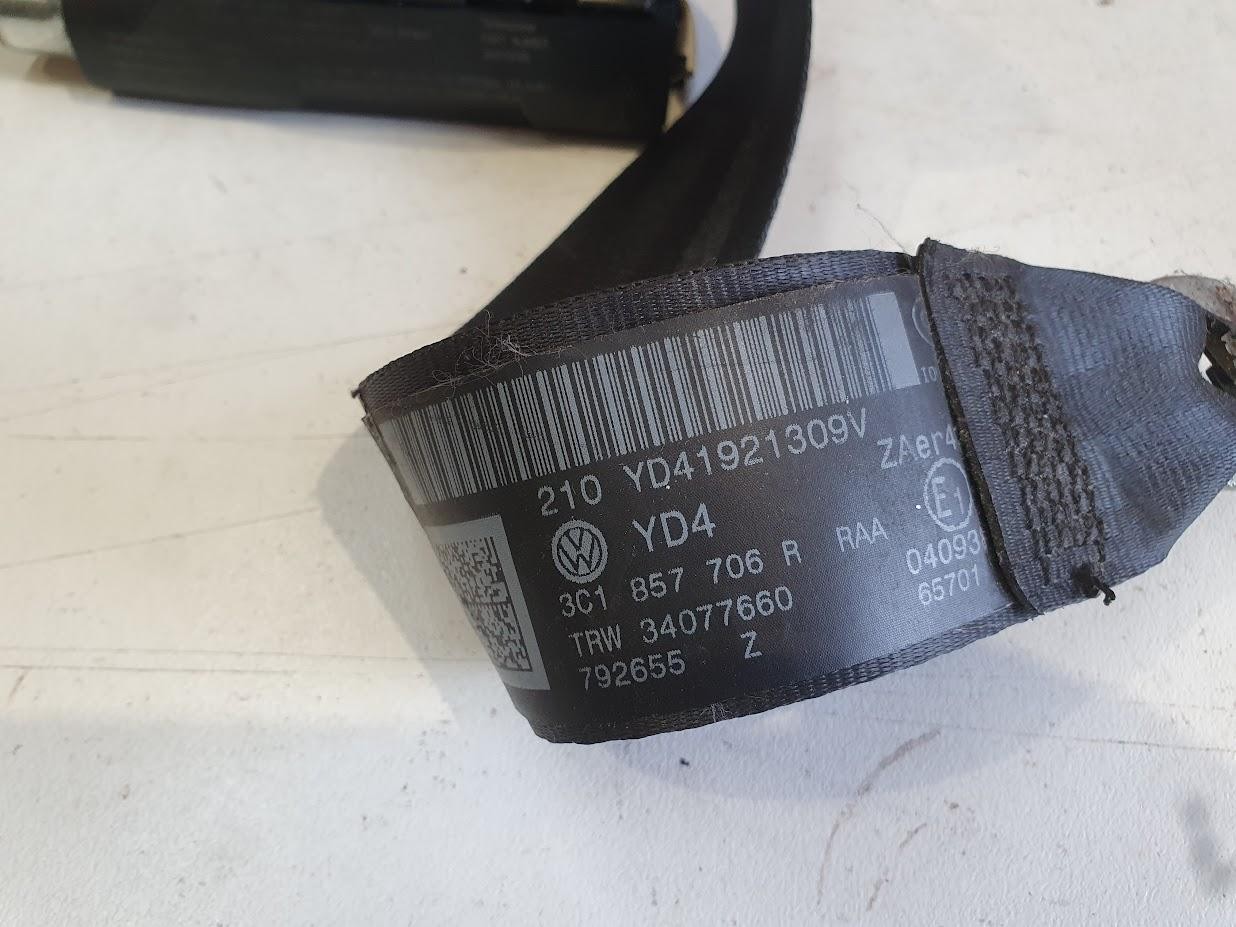 210 YD41921309V
ZAer4
YD4
E1
3C1 857 706 R RAA
04093
TRW 34077660
65701
792655 Z